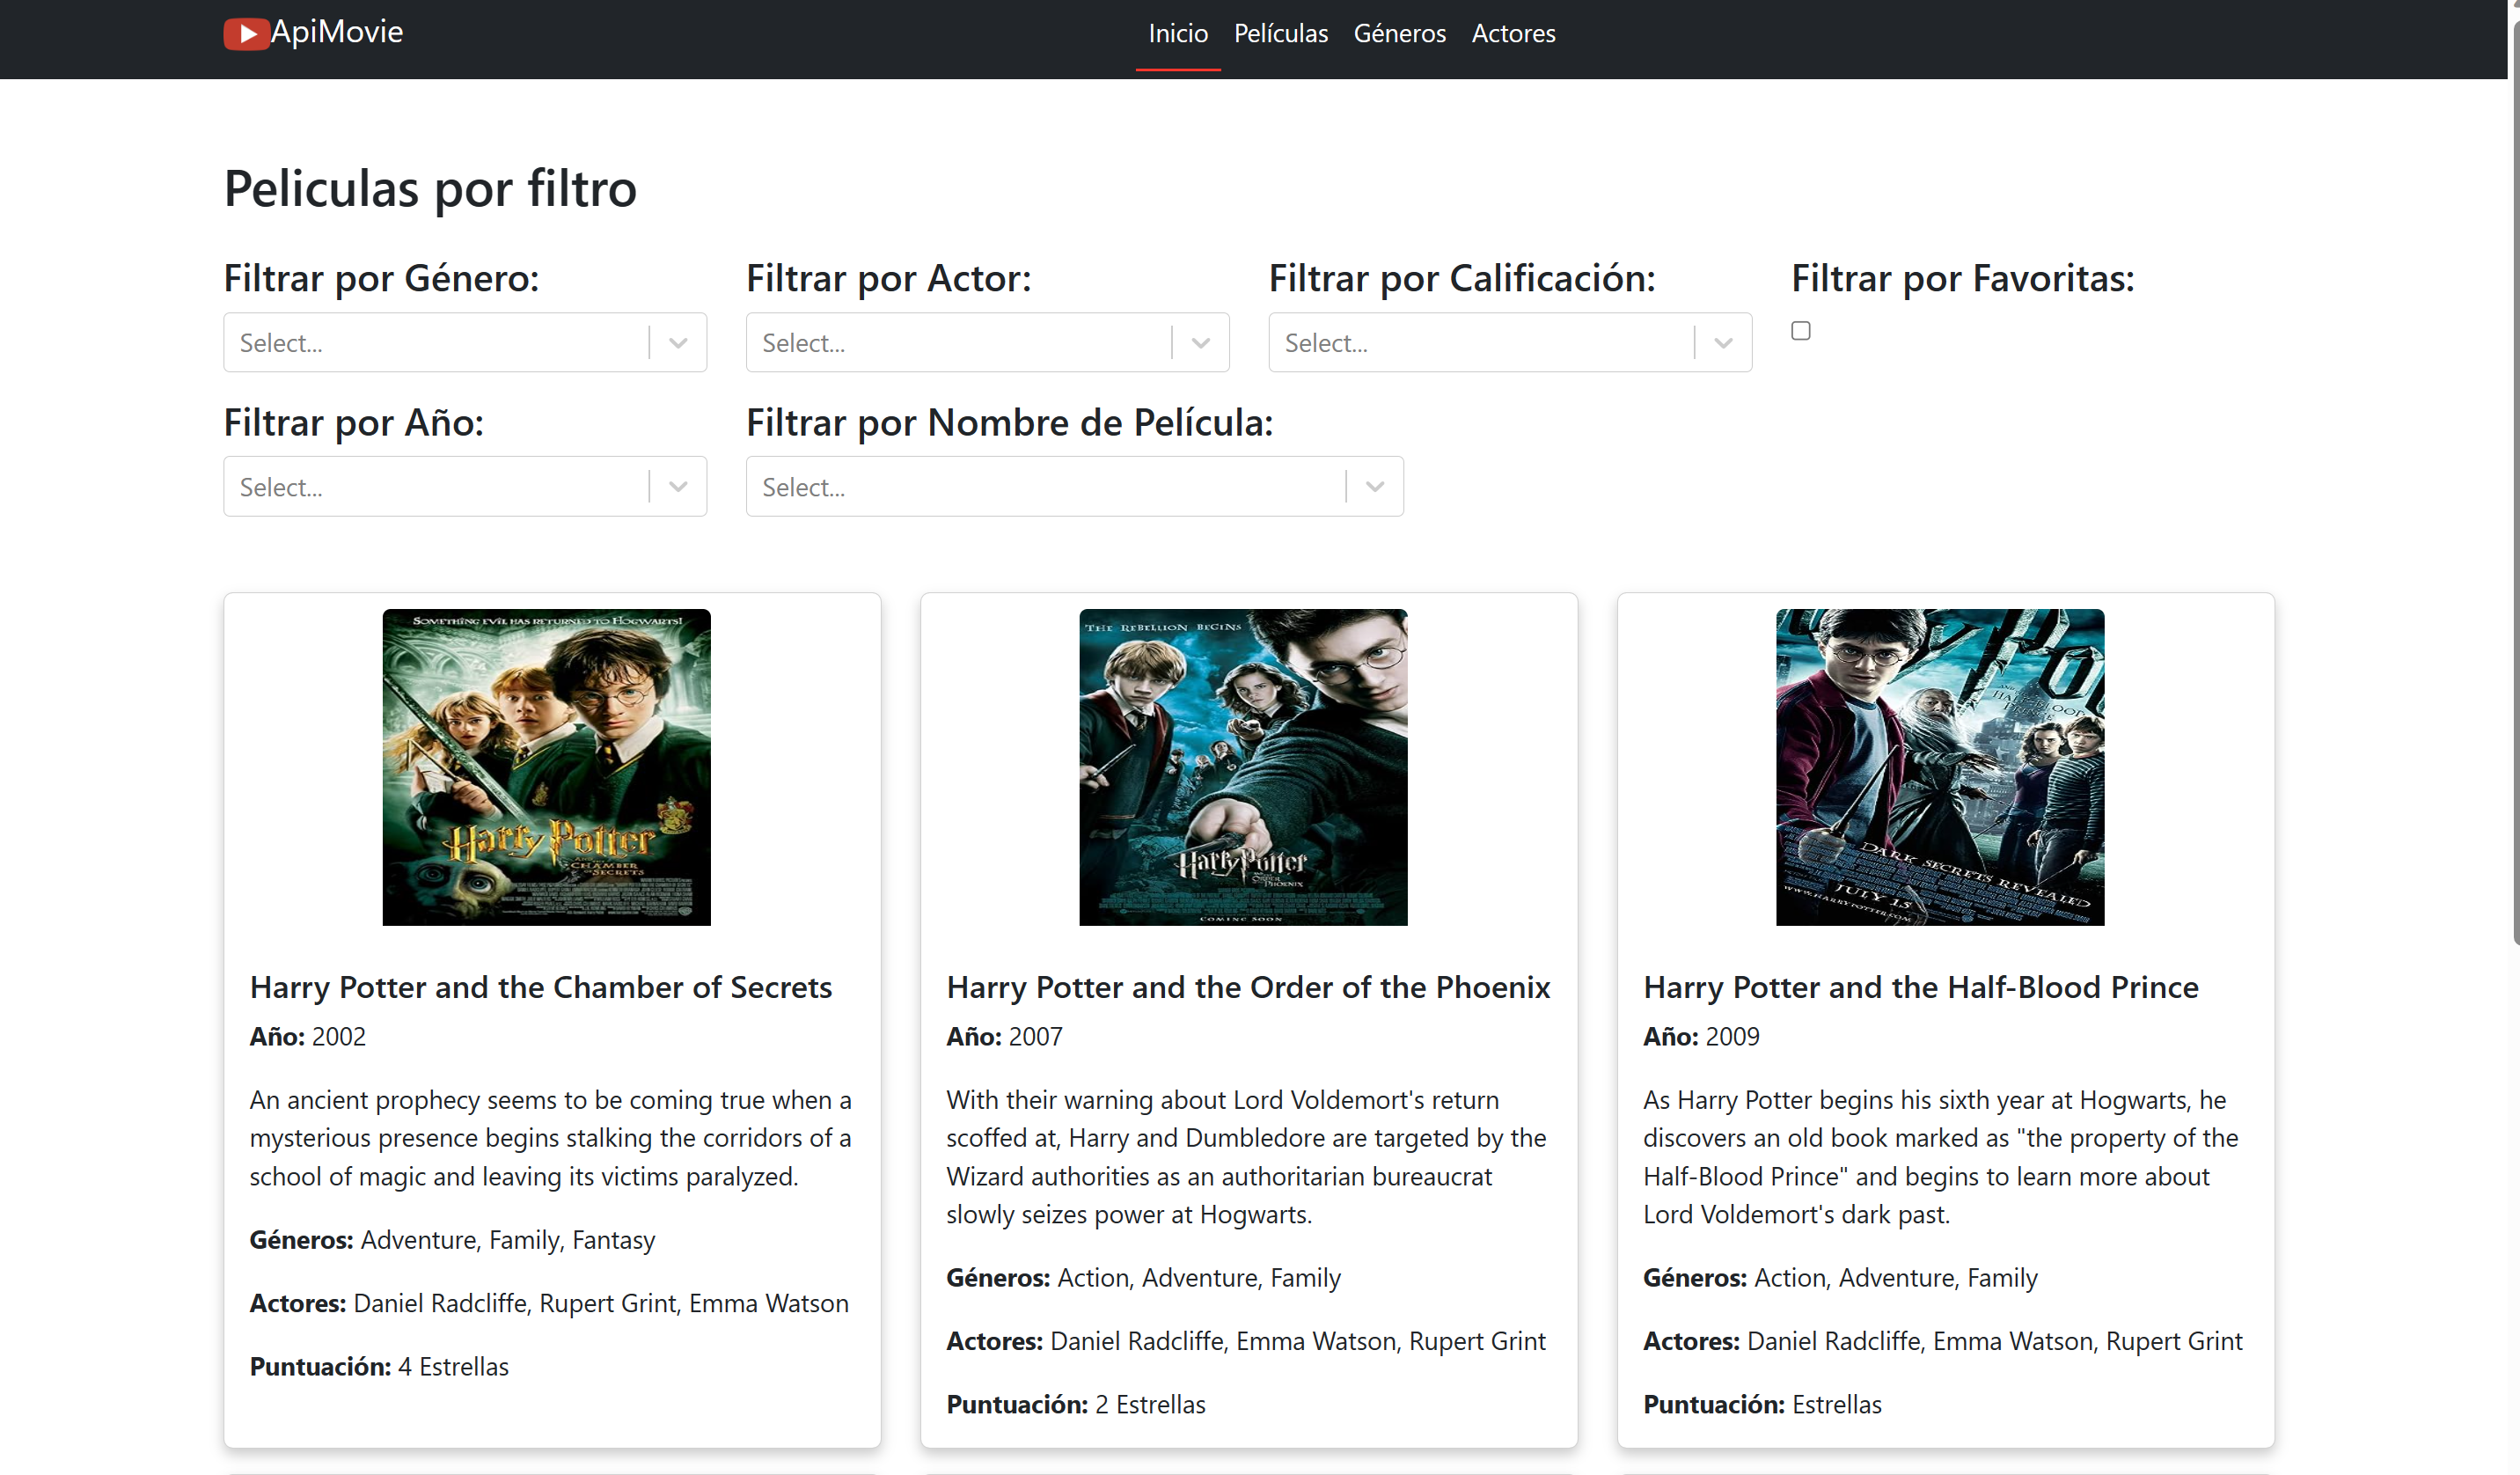 ApiMovie
Inicio Películas Géneros Actores
Peliculas por filtro
Filtrar por Género: Filtrar por Actor: Filtrar por Calificación: Filtrar por Favoritas:
Select... Select... Select...
Filtrar por Año: Filtrar por Nombre de Película:
Select... Select...
SOMETHING EVIL HAS RETURNED TO HOGWARTS!
Harry Potter
AND THE CHAMBER
OF SECRETS
Harry Potter and the Chamber of Secrets
Año: 2002
An ancient prophecy seems to be coming true when a
mysterious presence begins stalking the corridors of a
school of magic and leaving its victims paralyzed.
Géneros: Adventure, Family, Fantasy
Actores: Daniel Radcliffe, Rupert Grint, Emma Watson
Puntuación: 4 Estrellas
THE REBELLION BEGINS
Harry Potter
ORDER OF THE
PHOENIX
COMING SOON
Harry Potter and the Order of the Phoenix
Año: 2007
With their warning about Lord Voldemort's return
scoffed at, Harry and Dumbledore are targeted by the
Wizard authorities as an authoritarian bureaucrat
slowly seizes power at Hogwarts.
Géneros: Action, Adventure, Family
Actores: Daniel Radcliffe, Emma Watson, Rupert Grint
Puntuación: 2 Estrellas
HALF-BLOOD
PRINCE
DARK SECRETS REVEALED
JULY 15
WWW.HARRYPOTTER.COM
Harry Potter and the Half-Blood Prince
Año: 2009
As Harry Potter begins his sixth year at Hogwarts, he
discovers an old book marked as "the property of the
Half-Blood Prince" and begins to learn more about
Lord Voldemort's dark past.
Géneros: Action, Adventure, Family
Actores: Daniel Radcliffe, Emma Watson, Rupert Grint
Puntuación: Estrellas